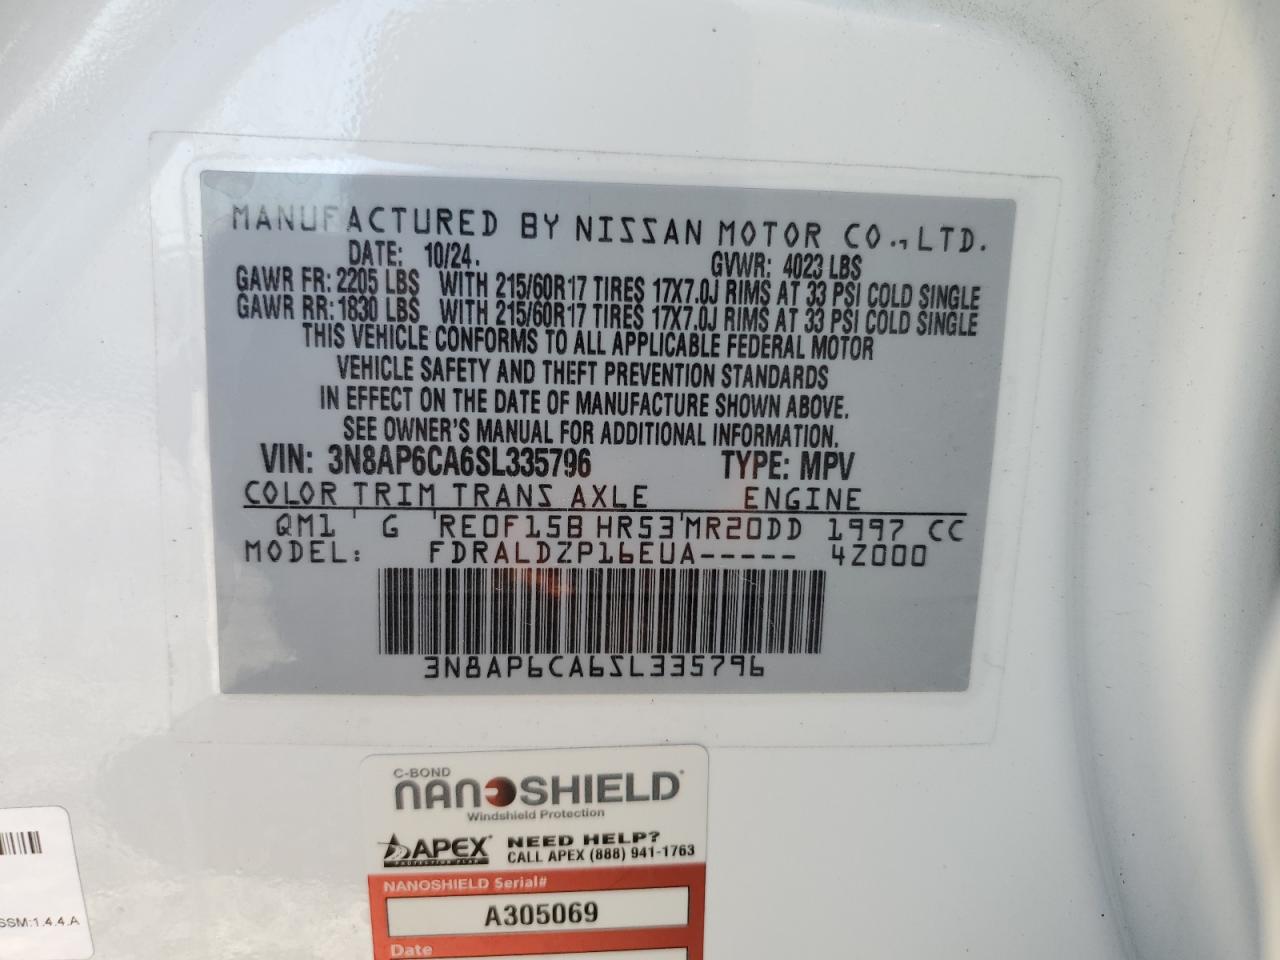 MANUFACTURED BY NISSAN MOTOR CO.,LTD.
DATE: 10/24. GVWR: 4023 LBS
GAWR FR: 2205 LBS WITH 215/60R17 TIRES 17X7.0J RIMS AT 33 PSI COLD SINGLE
GAWR RR: 1830 LBS WITH 215/60R17 TIRES 17X7.0J RIMS AT 33 PSI COLD SINGLE
THIS VEHICLE CONFORMS TO ALL APPLICABLE FEDERAL MOTOR
VEHICLE SAFETY AND THEFT PREVENTION STANDARDS
IN EFFECT ON THE DATE OF MANUFACTURE SHOWN ABOVE.
SEE OWNER'S MANUAL FOR ADDITIONAL INFORMATION.
VIN: 3N8AP6CA6SL335796 TYPE: MPV
COLOR TRIM TRANS AXLE ENGINE
QM1 G RE0F15B HR53 MR20DD 1997 CC
MODEL: FDRALDZP16EUA----- 4Z000
3N8AP6CA6SL335796
C-BOND
NANOSHIELD
Windshield Protection
APEX NEED HELP?
PROTECTION PLAN CALL APEX (888) 941-1763
NANOSHIELD Serial#
A305069
Date
SSM:1.4.4.A